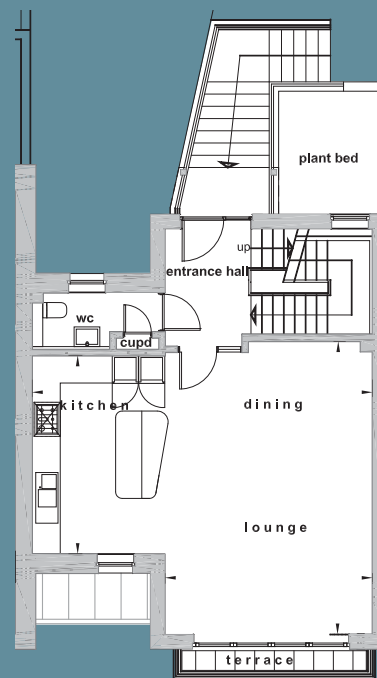 plant bed
up
entrance hall
wc
cupd
kitchen
dining
lounge
terrace